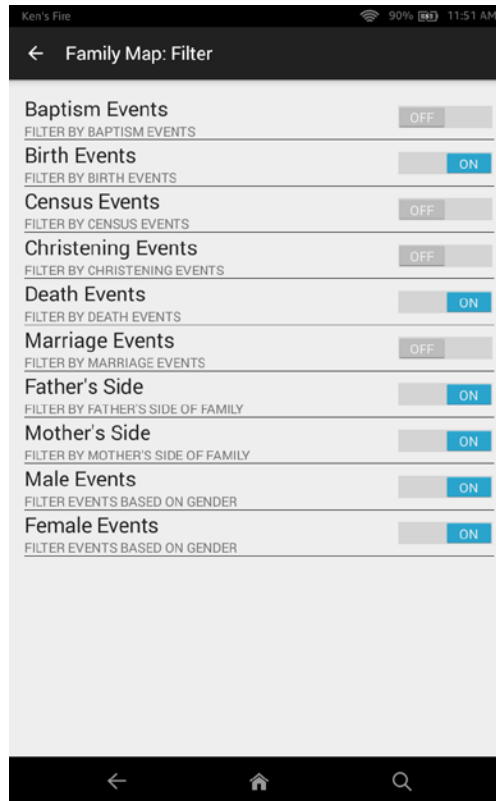 Ken's Fire 90% 11:51 AM
Family Map: Filter
Baptism Events
FILTER BY BAPTISM EVENTS
OFF
Birth Events
FILTER BY BIRTH EVENTS
ON
Census Events
FILTER BY CENSUS EVENTS
OFF
Christening Events
FILTER BY CHRISTENING EVENTS
OFF
Death Events
FILTER BY DEATH EVENTS
ON
Marriage Events
FILTER BY MARRIAGE EVENTS
OFF
Father's Side
FILTER BY FATHER'S SIDE OF FAMILY
ON
Mother's Side
FILTER BY MOTHER'S SIDE OF FAMILY
ON
Male Events
FILTER EVENTS BASED ON GENDER
ON
Female Events
FILTER EVENTS BASED ON GENDER
ON